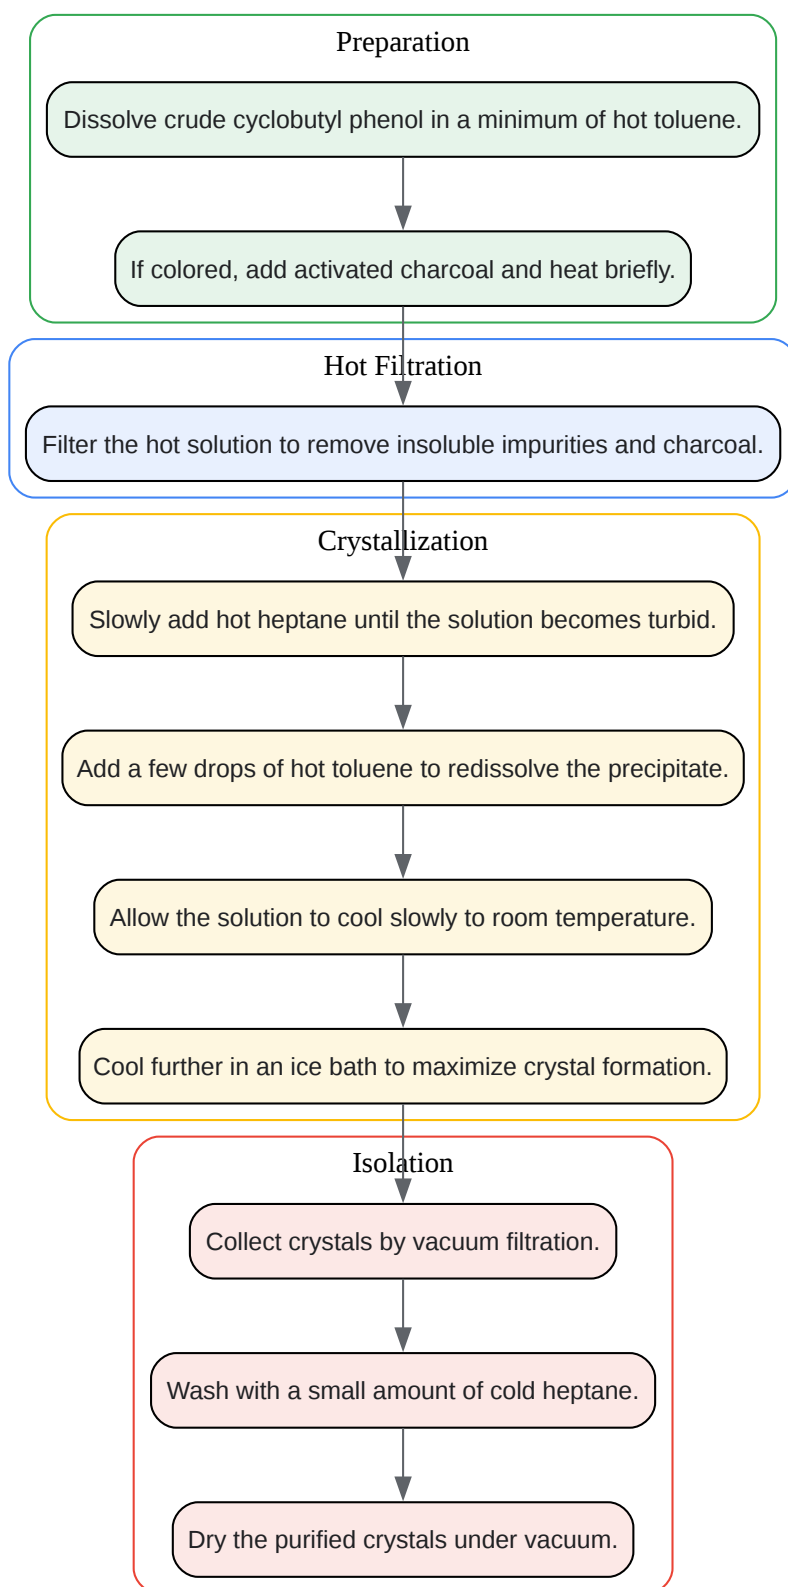 Preparation
Dissolve crude cyclobutyl phenol in a minimum of hot toluene.
If colored, add activated charcoal and heat briefly.
Hot Filtration
Filter the hot solution to remove insoluble impurities and charcoal.
Crystallization
Slowly add hot heptane until the solution becomes turbid.
Add a few drops of hot toluene to redissolve the precipitate.
Allow the solution to cool slowly to room temperature.
Cool further in an ice bath to maximize crystal formation.
Isolation
Collect crystals by vacuum filtration.
Wash with a small amount of cold heptane.
Dry the purified crystals under vacuum.